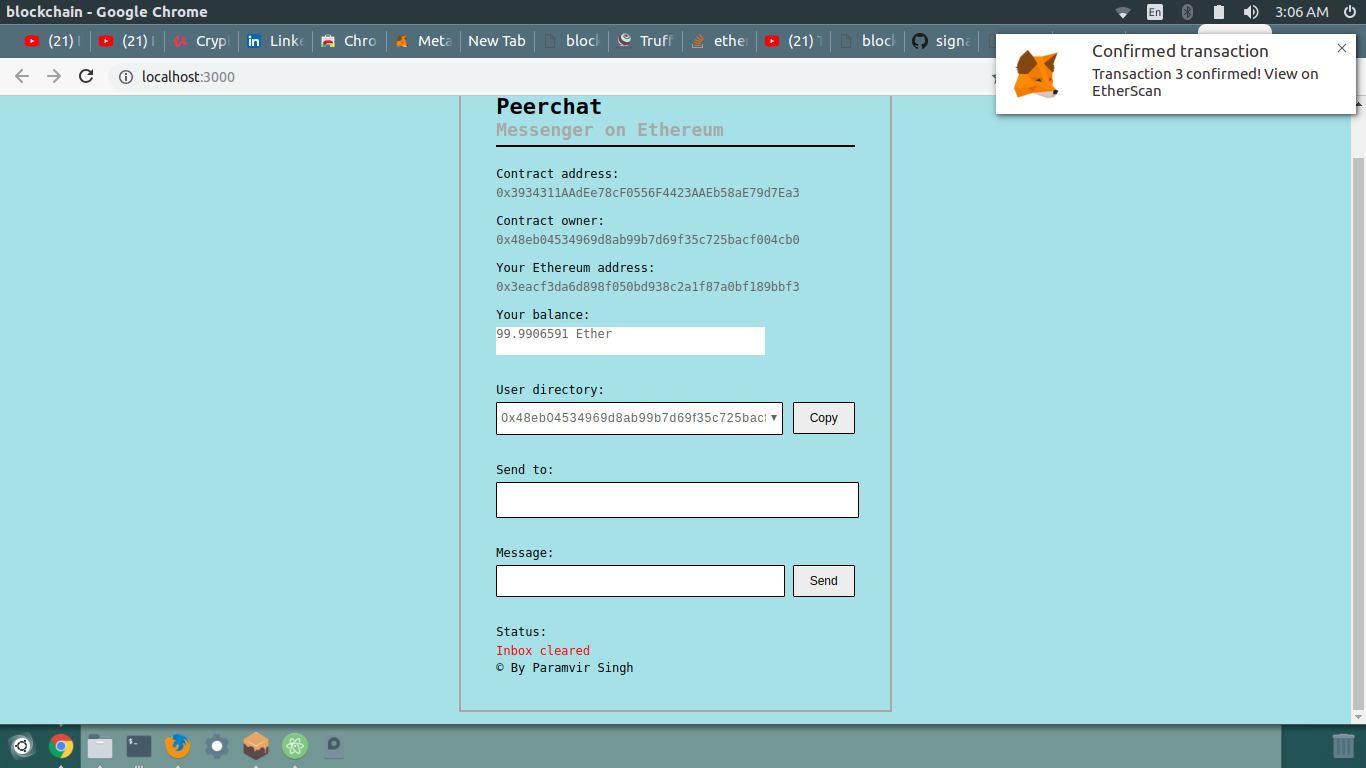 blockchain - Google Chrome
En
3:06 AM
(21)
(21)
Cryp
Linke
Chro
Meta
New Tab
block
Truff
ether
(21)
block
signa
localhost:3000
Confirmed transaction
Transaction 3 confirmed! View on
EtherScan
Peerchat
Messenger on Ethereum
Contract address:
0x3934311AAdEe78cF0556F4423AAEb58aE79d7Ea3
Contract owner:
0x48eb04534969d8ab99b7d69f35c725bacf004cb0
Your Ethereum address:
0x3eacf3da6d898f050bd938c2a1f87a0bf189bbf3
Your balance:
99.9906591 Ether
User directory:
0x48eb04534969d8ab99b7d69f35c725bacf
Copy
Send to:
Message:
Send
Status:
Inbox cleared
© By Paramvir Singh